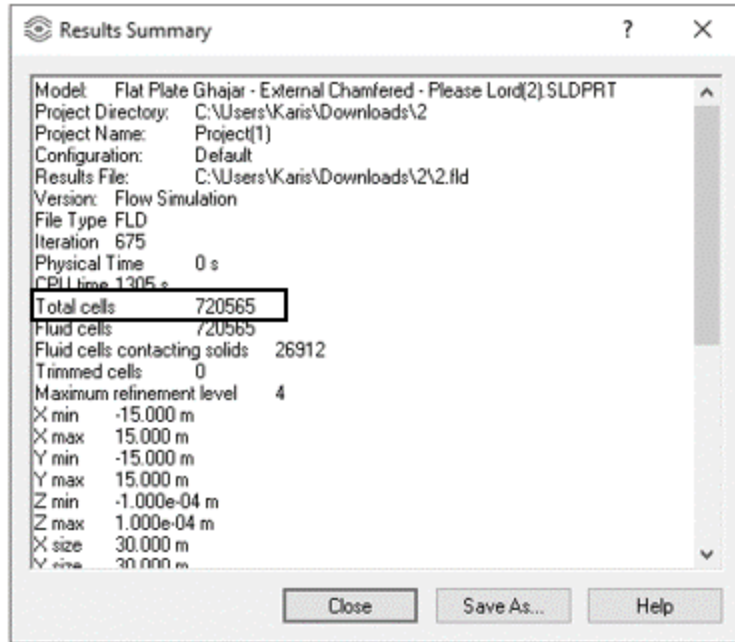 Results Summary
Model: Flat Plate Ghajar - External Chamfered - Please Lord(2).SLDPRT
Project Directory: C:\Users\Karis\Downloads\2
Project Name: Project(1)
Configuration: Default
Results File: C:\Users\Karis\Downloads\2\2.fld
Version: Flow Simulation
File Type FLD
Iteration 675
Physical Time 0 s
CPU time 1305 s
Total cells 720565
Fluid cells 720565
Fluid cells contacting solids 26912
Trimmed cells 0
Maximum refinement level 4
X min -15.000 m
X max 15.000 m
Y min -15.000 m
Y max 15.000 m
Z min -1.000e-04 m
Z max 1.000e-04 m
X size 30.000 m
Y size 30.000 m
Close Save As... Help